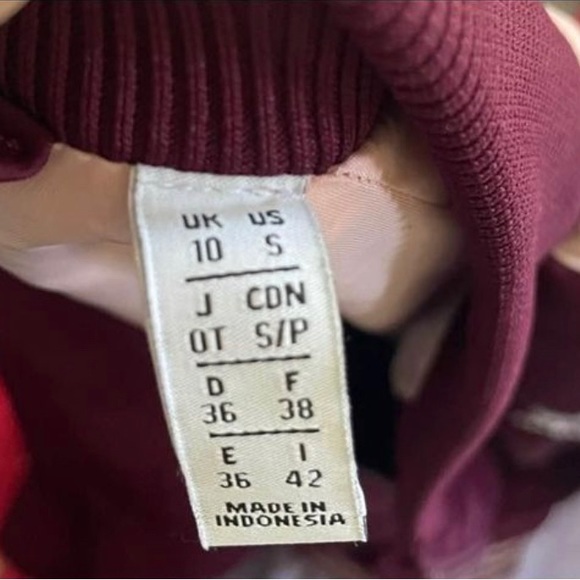 UK US
10 S
J CDN
OT S/P
D F
36 38
E I
36 42
MADE IN
INDONESIA